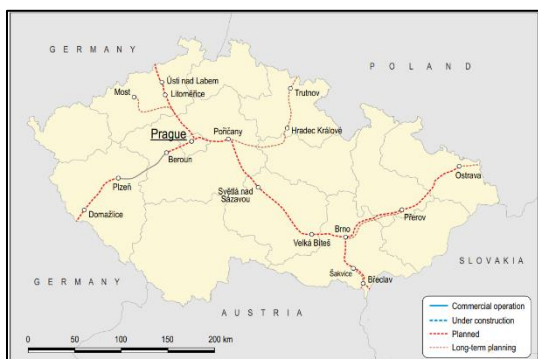 GERMANY
POLAND
Ústí nad Labem
Most
Litoměřice
Trutnov
Prague
Poříčany
Hradec Králové
Beroun
Plzeň
Světlá nad
Sázavou
Ostrava
Domažlice
Přerov
Velká Bíteš
Brno
Šakvice
Břeclav
SLOVAKIA
GERMANY
AUSTRIA
Commercial operation
Under construction
Planned
Long-term planning
0 50 100 150 200 km